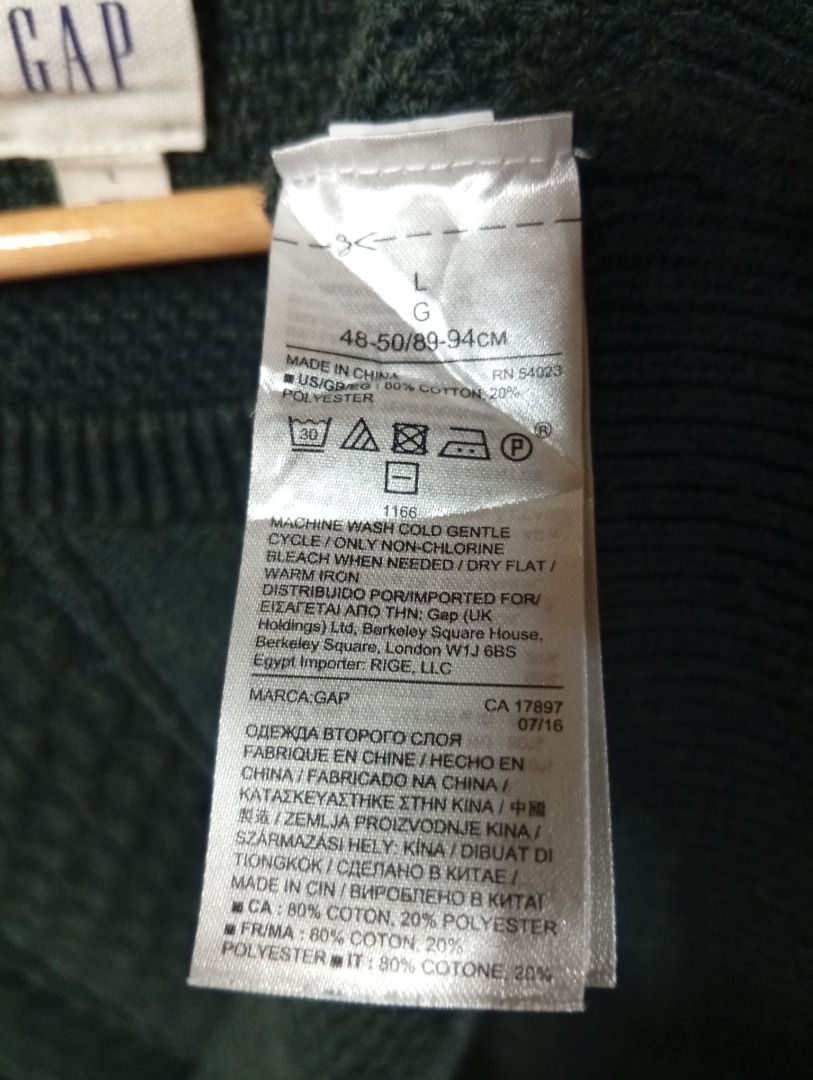 GAP
L
G
48-50/89-94CM
MADE IN CHINA RN 54023
■ US/GB/EG : 80% COTTON, 20%
POLYESTER
30 P ®
1166
MACHINE WASH COLD GENTLE
CYCLE / ONLY NON-CHLORINE
BLEACH WHEN NEEDED / DRY FLAT /
WARM IRON
DISTRIBUIDO POR/IMPORTED FOR/
ΕΙΣΑΓΕΤΑΙ ΑΠΟ ΤΗΝ: Gap (UK
Holdings) Ltd, Berkeley Square House,
Berkeley Square, London W1J 6BS
Egypt Importer: RIGE, LLC
MARCA:GAP CA 17897
07/16
ОДЕЖДА ВТОРОГО СЛОЯ
FABRIQUE EN CHINE / HECHO EN
CHINA / FABRICADO NA CHINA /
ΚΑΤΑΣΚΕΥΑΣΤΗΚΕ ΣΤΗΝ ΚΙΝΑ / 中國
製造 / ZEMLJA PROIZVODNJE KINA /
SZÁRMAZÁSI HELY: KÍNA / DIBUAT DI
TIONGKOK / СДЕЛАНО В КИТАЕ /
MADE IN CIN / ВИРОБЛЕНО В КИТАЇ
■ CA : 80% COTON, 20% POLYESTER
■ FR/MA : 80% COTON, 20%
POLYESTER ■ IT : 80% COTONE, 20%